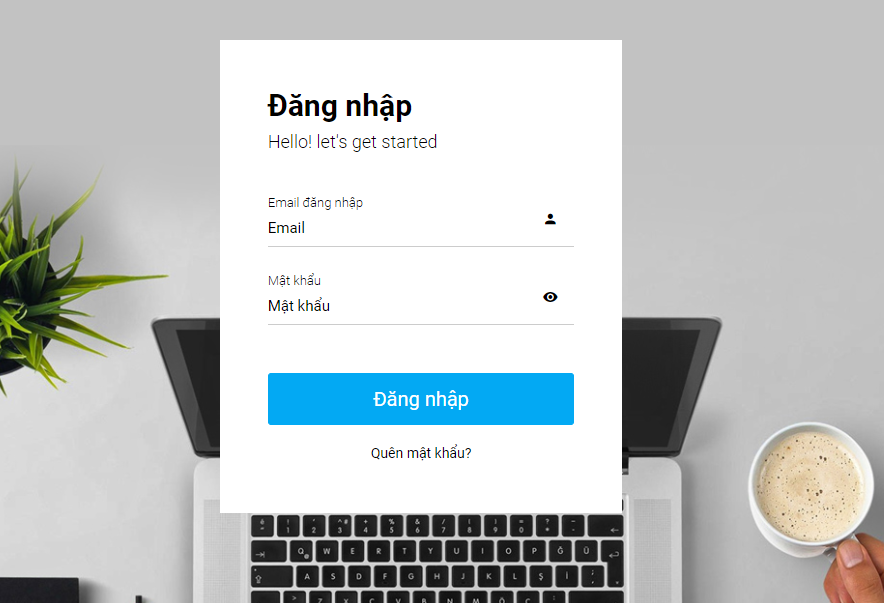 Đăng nhập
Hello! let's get started
Email đăng nhập
Email
Mật khẩu
Mật khẩu
Đăng nhập
Quên mật khẩu?
Q W E R T Y U I O P Ğ Ü
A S D F G H J K L Ş İ